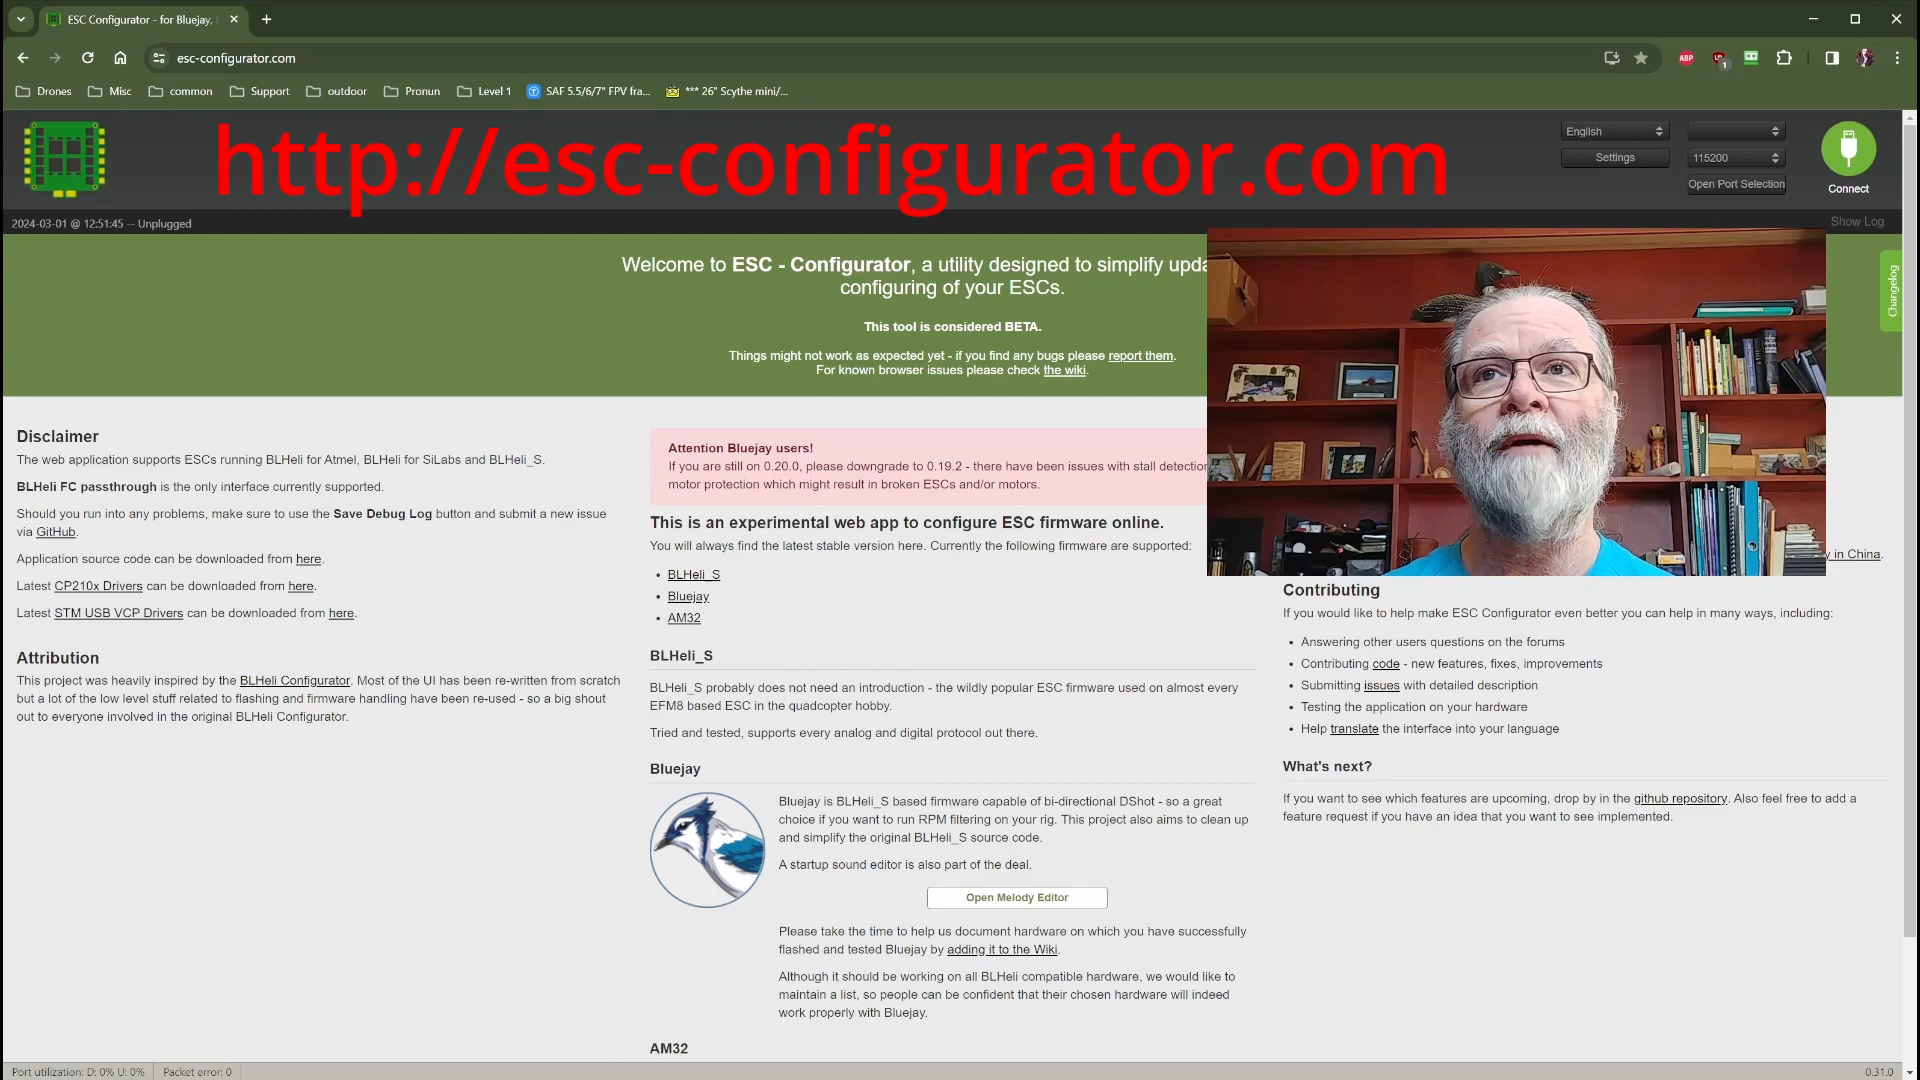 ESC Configurator - for Bluejay,
esc-configurator.com
ABP
1
Drones
Misc
common
Support
outdoor
Pronun
Level 1
SAF 5.5/6/7" FPV fra...
*** 26" Scythe mini/...
http://esc-configurator.com
English
Settings
115200
Open Port Selection
Connect
2024-03-01 @ 12:51:45 -- Unplugged
Show Log
Changelog
Welcome to ESC - Configurator, a utility designed to simplify
configuring of your ESCs.
This tool is considered BETA.
Things might not work as expected yet - if you find any bugs please report them.
For known browser issues please check the wiki.
Disclaimer
The web application supports ESCs running BLHeli for Atmel, BLHeli for SiLabs and BLHeli_S.
BLHeli FC passthrough is the only interface currently supported.
Should you run into any problems, make sure to use the Save Debug Log button and submit a new issue
via GitHub.
Application source code can be downloaded from here.
Latest CP210x Drivers can be downloaded from here.
Latest STM USB VCP Drivers can be downloaded from here.
Attribution
This project was heavily inspired by the BLHeli Configurator. Most of the UI has been re-written from scratch
but a lot of the low level stuff related to flashing and firmware handling have been re-used - so a big shout
out to everyone involved in the original BLHeli Configurator.
Attention Bluejay users!
If you are still on 0.20.0, please downgrade to 0.19.2 - there have been issues with stall detection
motor protection which might result in broken ESCs and/or motors.
This is an experimental web app to configure ESC firmware online.
You will always find the latest stable version here. Currently the following firmware are supported:
• BLHeli_S
• Bluejay
• AM32
BLHeli_S
BLHeli_S probably does not need an introduction - the wildly popular ESC firmware used on almost every
EFM8 based ESC in the quadcopter hobby.
Tried and tested, supports every analog and digital protocol out there.
Bluejay
Bluejay is BLHeli_S based firmware capable of bi-directional DShot - so a great
choice if you want to run RPM filtering on your rig. This project also aims to clean up
and simplify the original BLHeli_S source code.
A startup sound editor is also part of the deal.
Open Melody Editor
Please take the time to help us document hardware on which you have successfully
flashed and tested Bluejay by adding it to the Wiki.
Although it should be working on all BLHeli compatible hardware, we would like to
maintain a list, so people can be confident that their chosen hardware will indeed
work properly with Bluejay.
AM32
in China.
Contributing
If you would like to help make ESC Configurator even better you can help in many ways, including:
• Answering other users questions on the forums
• Contributing code - new features, fixes, improvements
• Submitting issues with detailed description
• Testing the application on your hardware
• Help translate the interface into your language
What's next?
If you want to see which features are upcoming, drop by in the github repository. Also feel free to add a
feature request if you have an idea that you want to see implemented.
Port utilization: D: 0% U: 0%
Packet error: 0
0.31.0